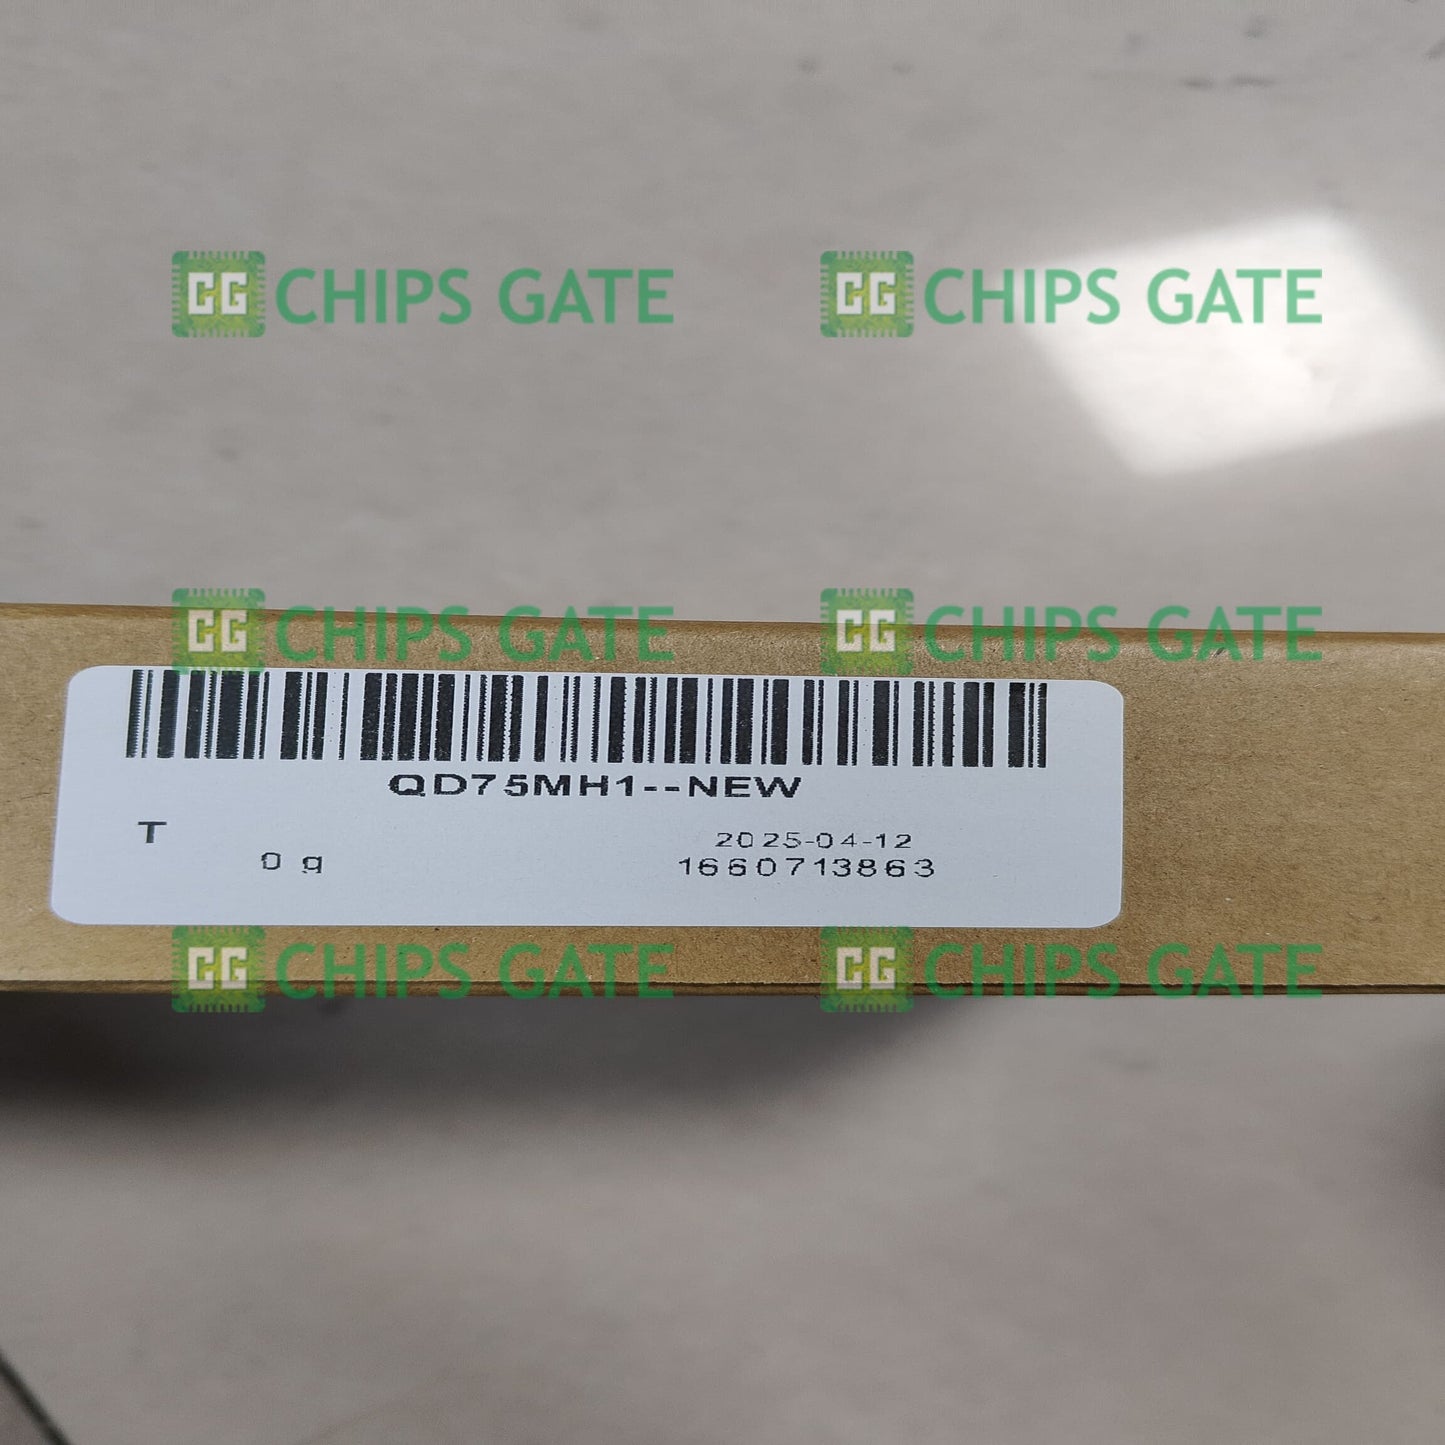 CG CHIPS GATE CG CHIPS GATE
CG CHIPS GATE CG CHIPS GATE
QD75MH1--NEW
T
2025-04-12
0 g
1660713863
CG CHIPS GATE CG CHIPS GATE